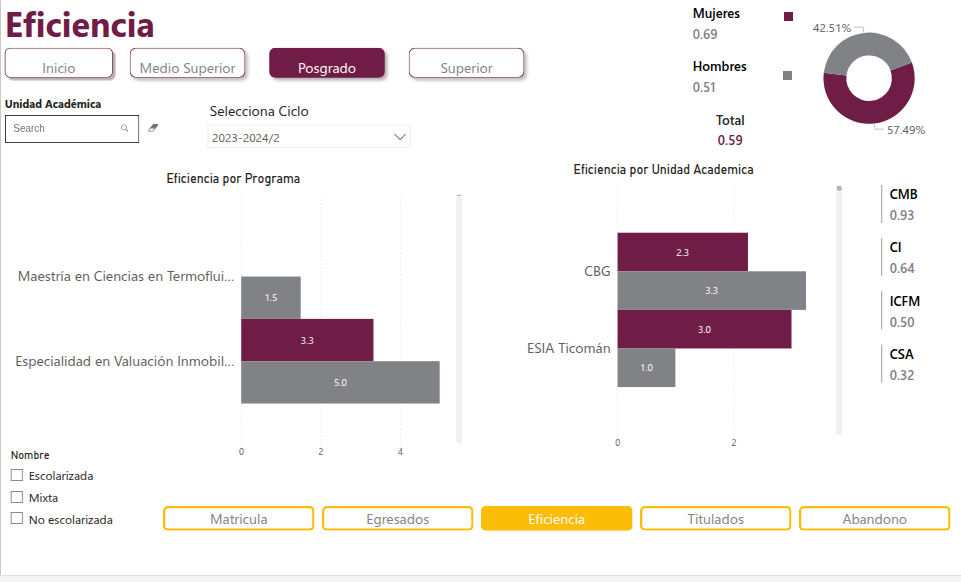 Eficiencia
Inicio
Medio Superior
Posgrado
Superior
Mujeres
0.69
Hombres
0.51
Total
0.59
42.51%
57.49%
Unidad Académica
Search
Selecciona Ciclo
2023-2024/2
Eficiencia por Programa
Maestría en Ciencias en Termoflui...
1.5
Especialidad en Valuación Inmobil...
3.3
5.0
0
2
4
Eficiencia por Unidad Academica
CBG
2.3
3.3
ESIA Ticomán
3.0
1.0
0
2
CMB
0.93
CI
0.64
ICFM
0.50
CSA
0.32
Nombre
Escolarizada
Mixta
No escolarizada
Matricula
Egresados
Eficiencia
Titulados
Abandono